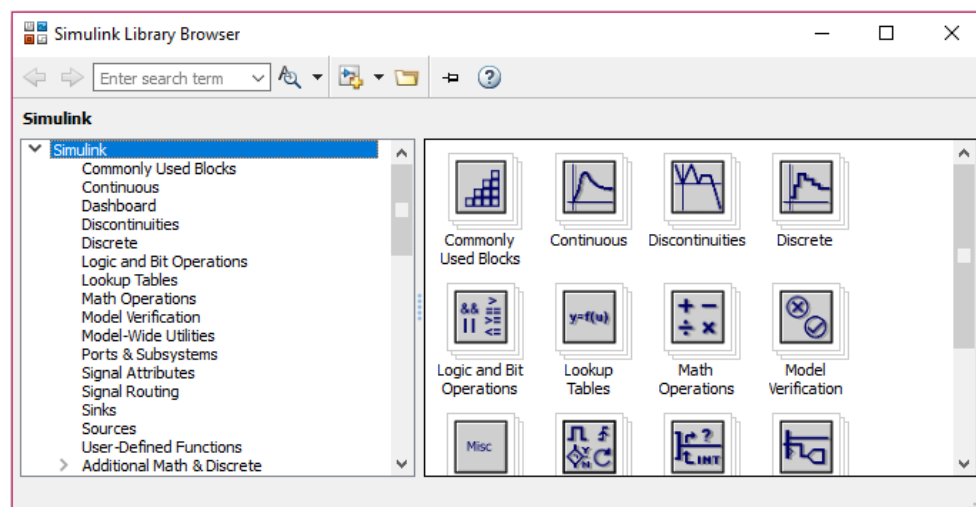 Simulink Library Browser
Enter search term
Simulink
Simulink
Commonly Used Blocks
Continuous
Dashboard
Discontinuities
Discrete
Logic and Bit Operations
Lookup Tables
Math Operations
Model Verification
Model-Wide Utilities
Ports & Subsystems
Signal Attributes
Signal Routing
Sinks
Sources
User-Defined Functions
Additional Math & Discrete
Commonly
Used Blocks
Continuous
Discontinuities
Discrete
&& > ==
|| >= <=
y=f(u)
+ −
÷ ×
Logic and Bit
Operations
Lookup
Tables
Math
Operations
Model
Verification
Misc
Y
N
?
INT